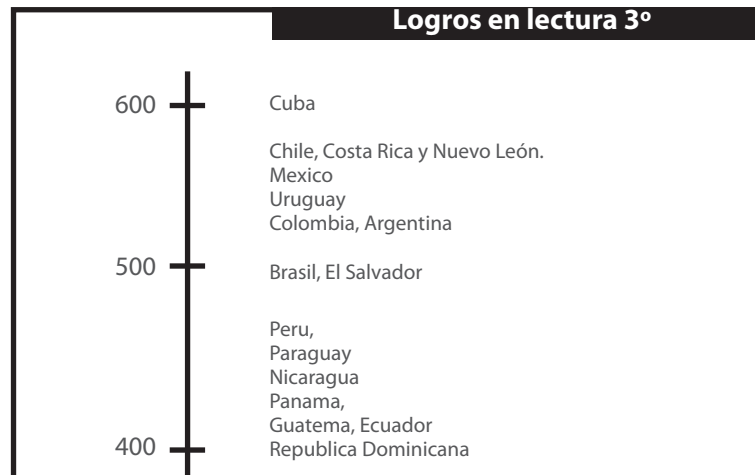 Logros en lectura 3º
600
Cuba
Chile, Costa Rica y Nuevo León.
Mexico
Uruguay
Colombia, Argentina
500
Brasil, El Salvador
Peru,
Paraguay
Nicaragua
Panama,
Guatema, Ecuador
400
Republica Dominicana